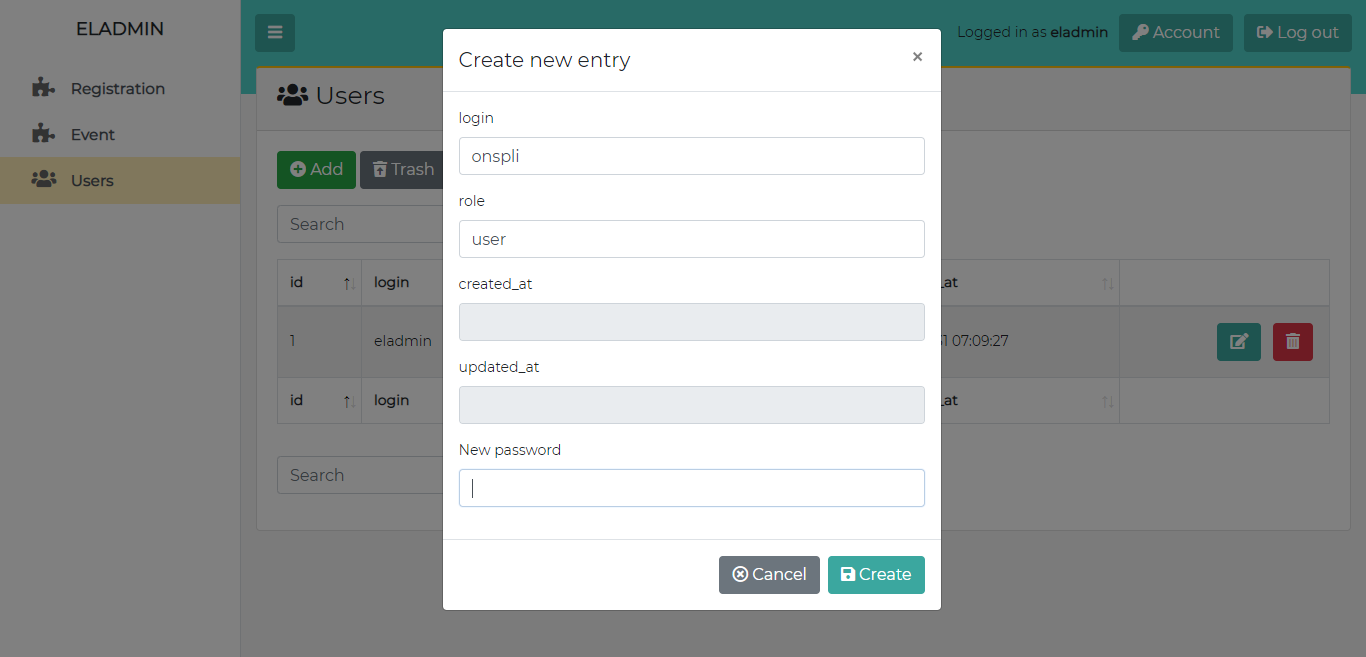 ELADMIN
Registration
Event
Users
Logged in as eladmin
Account
Log out
Users
Add
Trash
Search
id
login
_at
1
eladmin
07:09:27
id
login
_at
Search
Create new entry
×
login
onspli
role
user
created_at
updated_at
New password
Cancel
Create